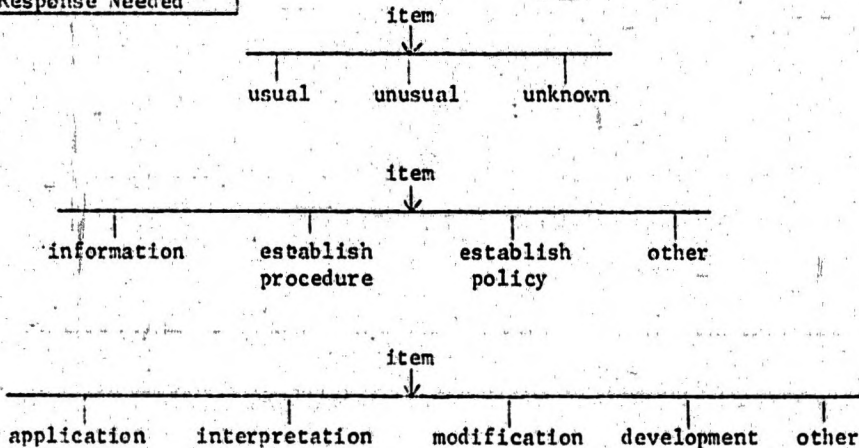 Response Needed
item
usual unusual unknown
item
information establish procedure establish policy other
item
application interpretation modification development other